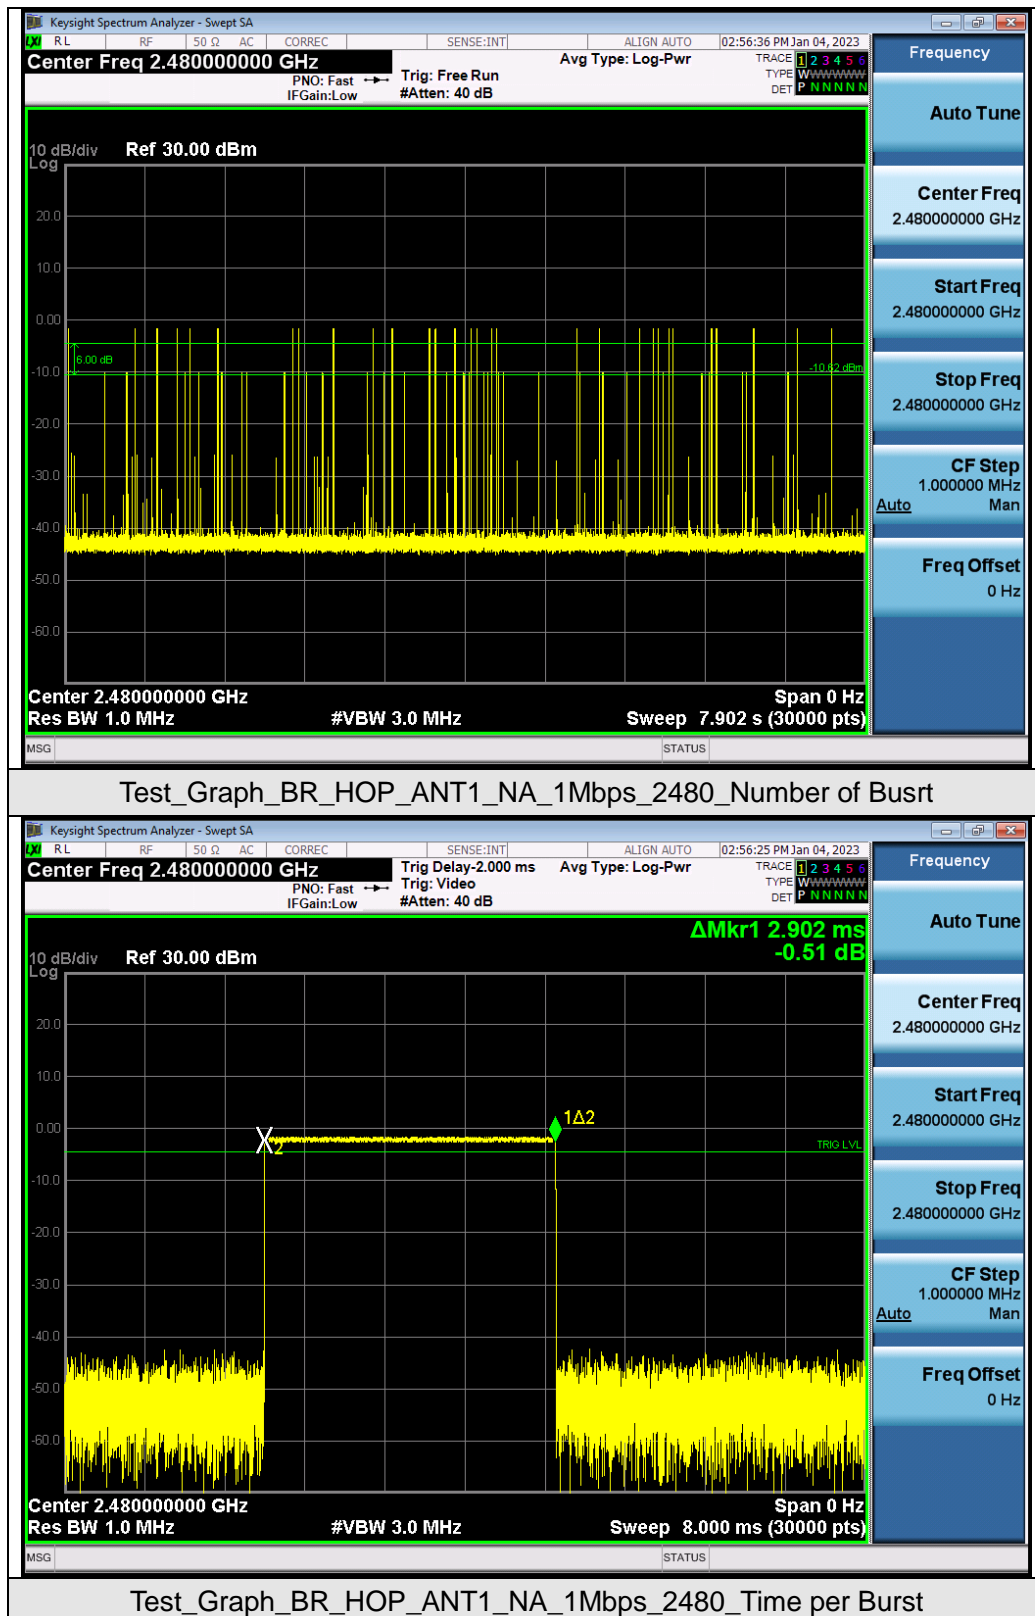 Keysight Spectrum Analyzer - Swept SA
LXI RL RF 50 Ω AC CORREC SENSE:INT ALIGN AUTO 02:56:36 PM Jan 04, 2023
Center Freq 2.480000000 GHz
PNO: Fast
IFGain:Low
Trig: Free Run
#Atten: 40 dB
Avg Type: Log-Pwr
TRACE 1 2 3 4 5 6
TYPE WWWWWW
DET P N N N N N
Frequency
Auto Tune
10 dB/div Ref 30.00 dBm
Log
Center Freq
2.480000000 GHz
20.0
10.0
Start Freq
2.480000000 GHz
0.00
6.00 dB
-10.62 dBm
-10.0
Stop Freq
2.480000000 GHz
-20.0
-30.0
CF Step
1.000000 MHz
Auto Man
-40.0
-50.0
Freq Offset
0 Hz
-60.0
Center 2.480000000 GHz Span 0 Hz
Res BW 1.0 MHz #VBW 3.0 MHz Sweep 7.902 s (30000 pts)
MSG STATUS
Test_Graph_BR_HOP_ANT1_NA_1Mbps_2480_Number of Busrt
Keysight Spectrum Analyzer - Swept SA
LXI RL RF 50 Ω AC CORREC SENSE:INT ALIGN AUTO 02:56:25 PM Jan 04, 2023
Center Freq 2.480000000 GHz
PNO: Fast
IFGain:Low
Trig Delay-2.000 ms
Trig: Video
#Atten: 40 dB
Avg Type: Log-Pwr
TRACE 1 2 3 4 5 6
TYPE WWWWWW
DET P N N N N N
Frequency
Auto Tune
ΔMkr1 2.902 ms
-0.51 dB
10 dB/div Ref 30.00 dBm
Log
Center Freq
2.480000000 GHz
20.0
10.0
Start Freq
2.480000000 GHz
0.00
1Δ2
2
TRIG LVL
-10.0
Stop Freq
2.480000000 GHz
-20.0
-30.0
CF Step
1.000000 MHz
Auto Man
-40.0
-50.0
Freq Offset
0 Hz
-60.0
Center 2.480000000 GHz Span 0 Hz
Res BW 1.0 MHz #VBW 3.0 MHz Sweep 8.000 ms (30000 pts)
MSG STATUS
Test_Graph_BR_HOP_ANT1_NA_1Mbps_2480_Time per Burst